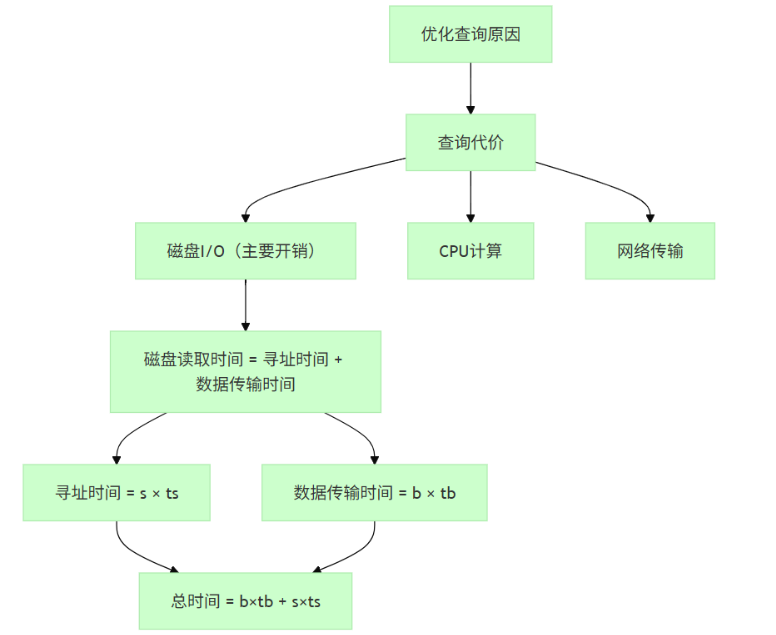 优化查询原因
查询代价
磁盘I/O（主要开销）
CPU计算
网络传输
磁盘读取时间 = 寻址时间 +
数据传输时间
寻址时间 = s × ts
数据传输时间 = b × tb
总时间 = b×tb + s×ts